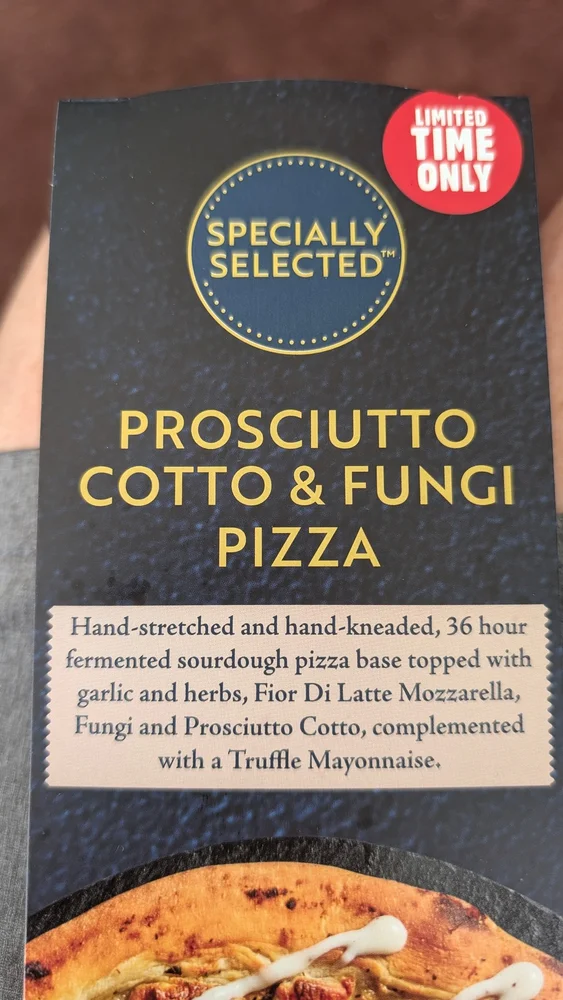 LIMITED
TIME
ONLY
SPECIALLY
SELECTED™
PROSCIUTTO
COTTO & FUNGI
PIZZA
Hand-stretched and hand-kneaded, 36 hour
fermented sourdough pizza base topped with
garlic and herbs, Fior Di Latte Mozzarella,
Fungi and Prosciutto Cotto, complemented
with a Truffle Mayonnaise.